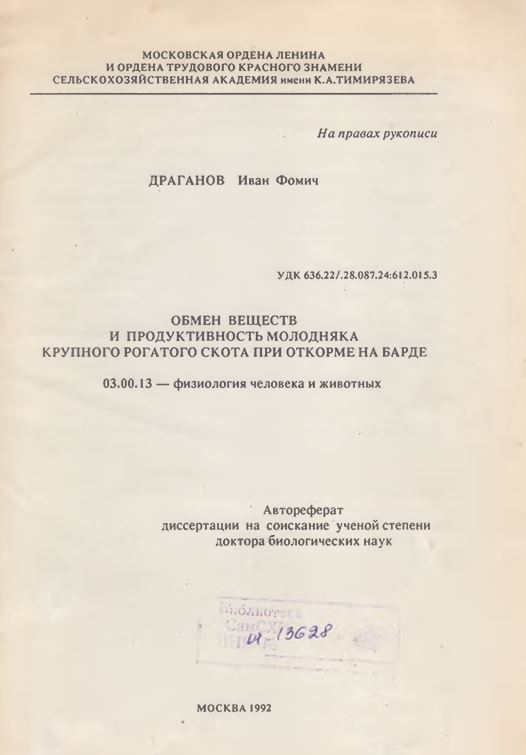 МОСКОВСКАЯ ОРДЕНА ЛЕНИНА
И ОРДЕНА ТРУДОВОГО КРАСНОГО ЗНАМЕНИ
СЕЛЬСКОХОЗЯЙСТВЕННАЯ АКАДЕМИЯ имени К.А.ТИМИРЯЗЕВА
На правах рукописи
ДРАГАНОВ Иван Фомич
УДК 636.22/.28.087.24:612.015.3
ОБМЕН ВЕЩЕСТВ
И ПРОДУКТИВНОСТЬ МОЛОДНЯКА
КРУПНОГО РОГАТОГО СКОТА ПРИ ОТКОРМЕ НА БАРДЕ
03.00.13 — физиология человека и животных
Автореферат
диссертации на соискание ученой степени
доктора биологических наук
Библиотека
13628
МОСКВА 1992